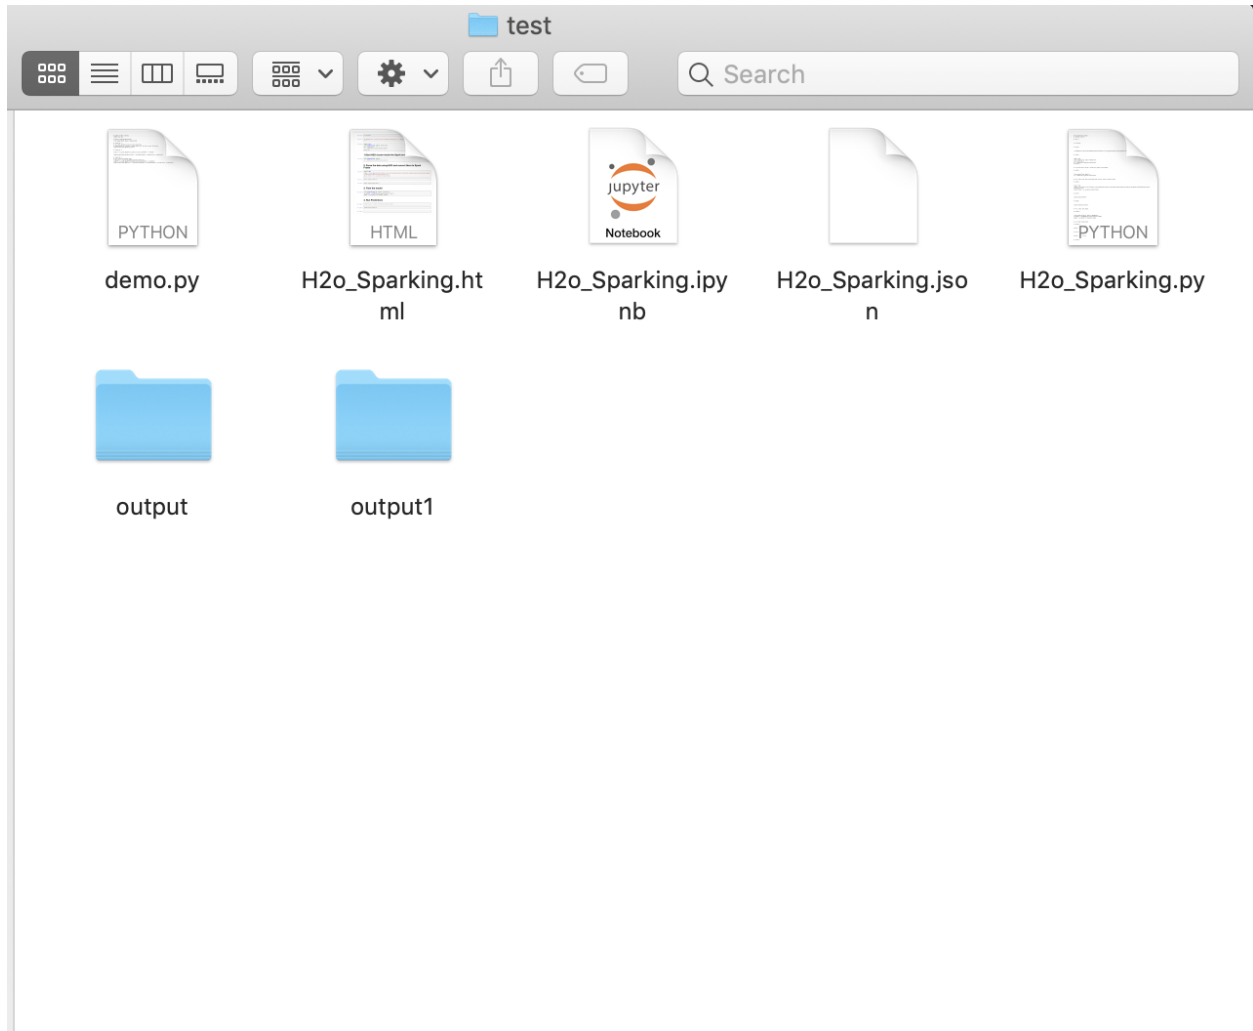 test
Search
PYTHON
HTML
jupyter
Notebook
PYTHON
demo.py
H2o_Sparking.ht
ml
H2o_Sparking.ipy
nb
H2o_Sparking.jso
n
H2o_Sparking.py
output
output1